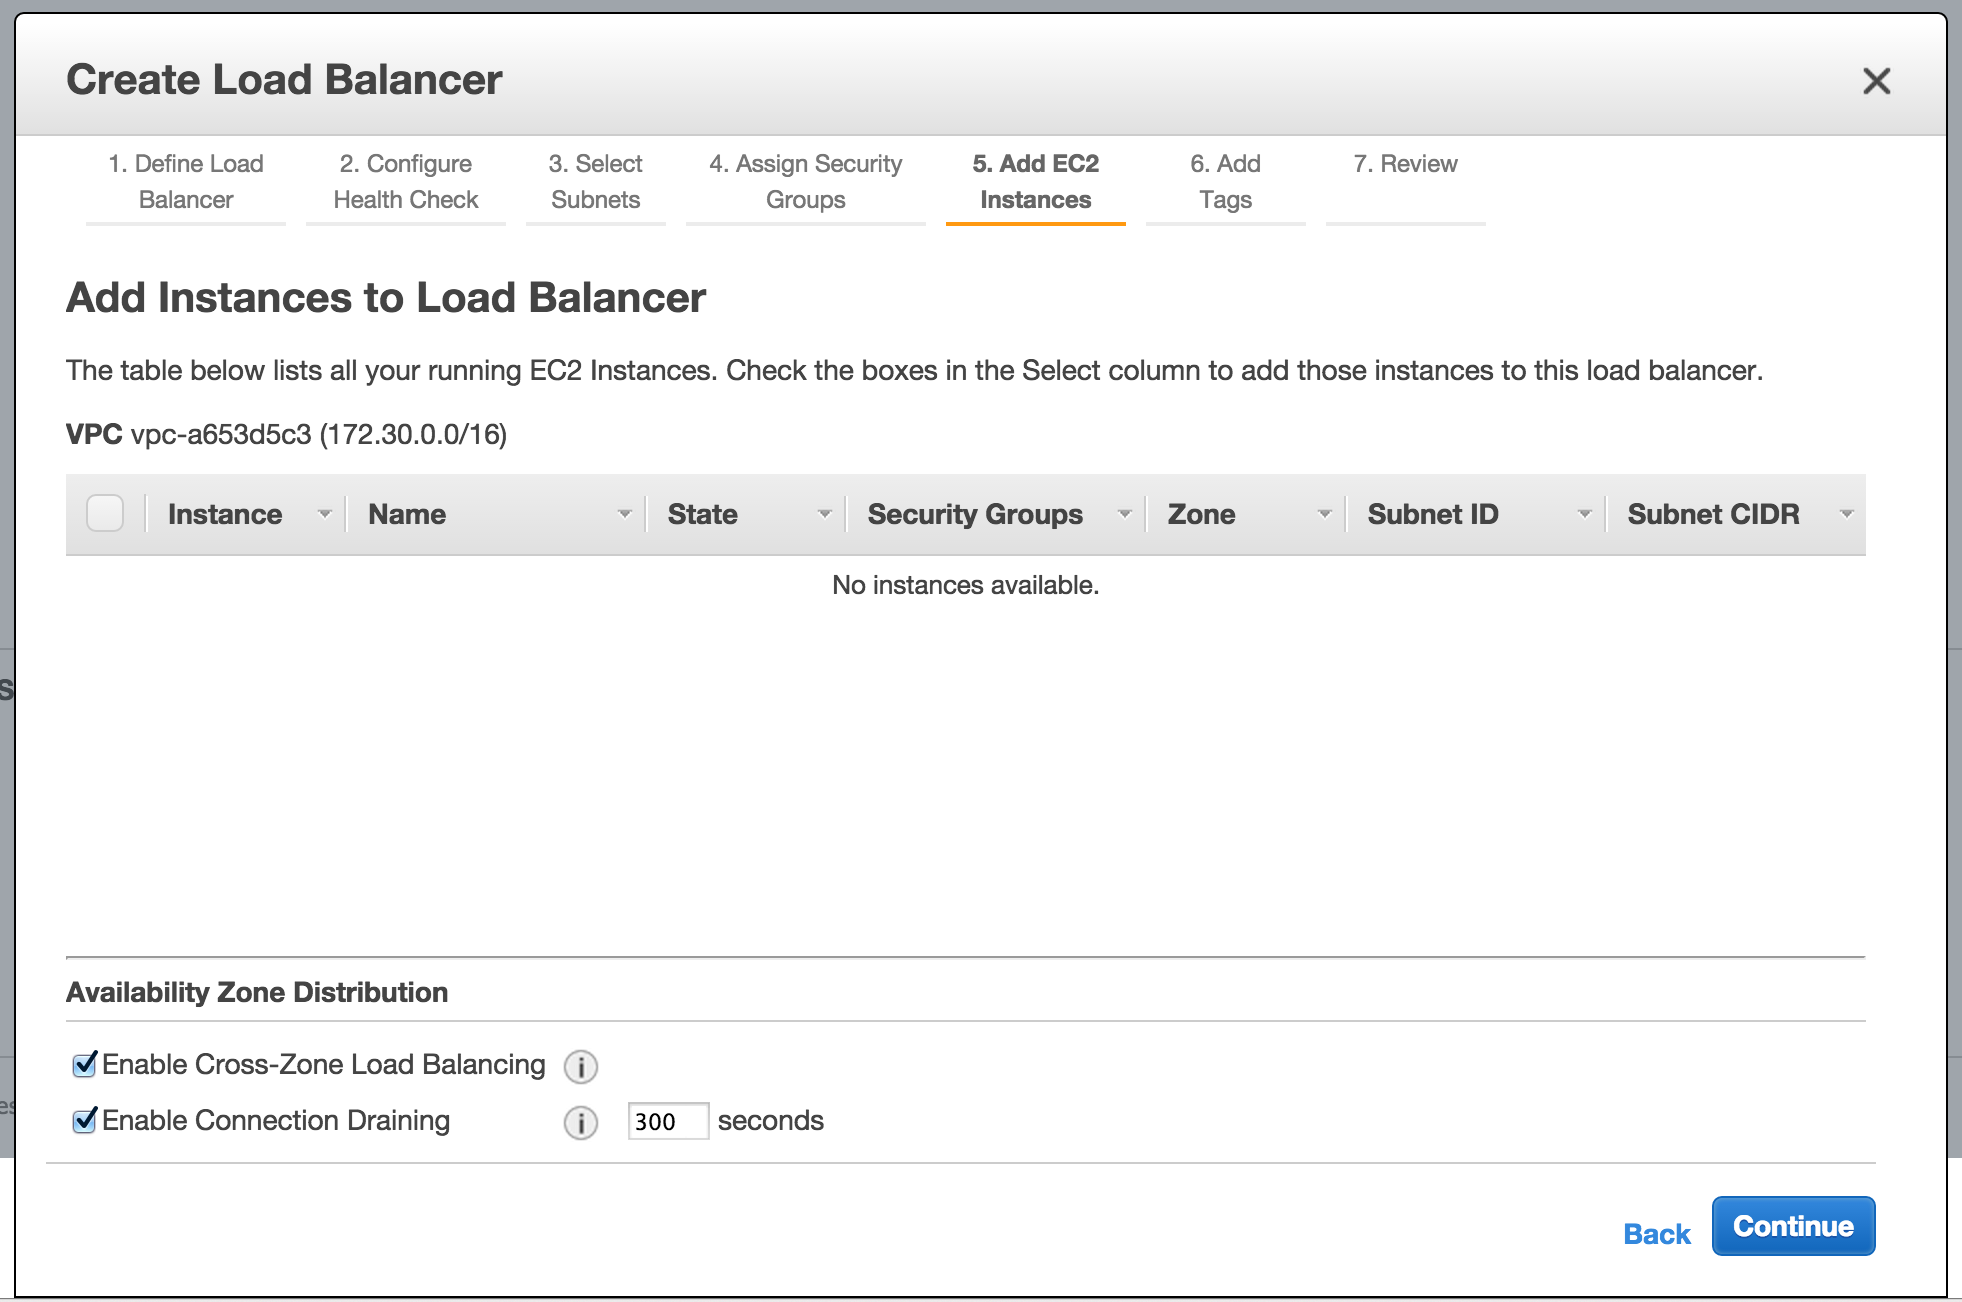 Create Load Balancer
1. Define Load
Balancer
2. Configure
Health Check
3. Select
Subnets
4. Assign Security
Groups
5. Add EC2
Instances
6. Add
Tags
7. Review
Add Instances to Load Balancer
The table below lists all your running EC2 Instances. Check the boxes in the Select column to add those instances to this load balancer.
VPC vpc-a653d5c3 (172.30.0.0/16)
Instance Name State Security Groups Zone Subnet ID Subnet CIDR
No instances available.
Availability Zone Distribution
Enable Cross-Zone Load Balancing
Enable Connection Draining 300 seconds
Back Continue